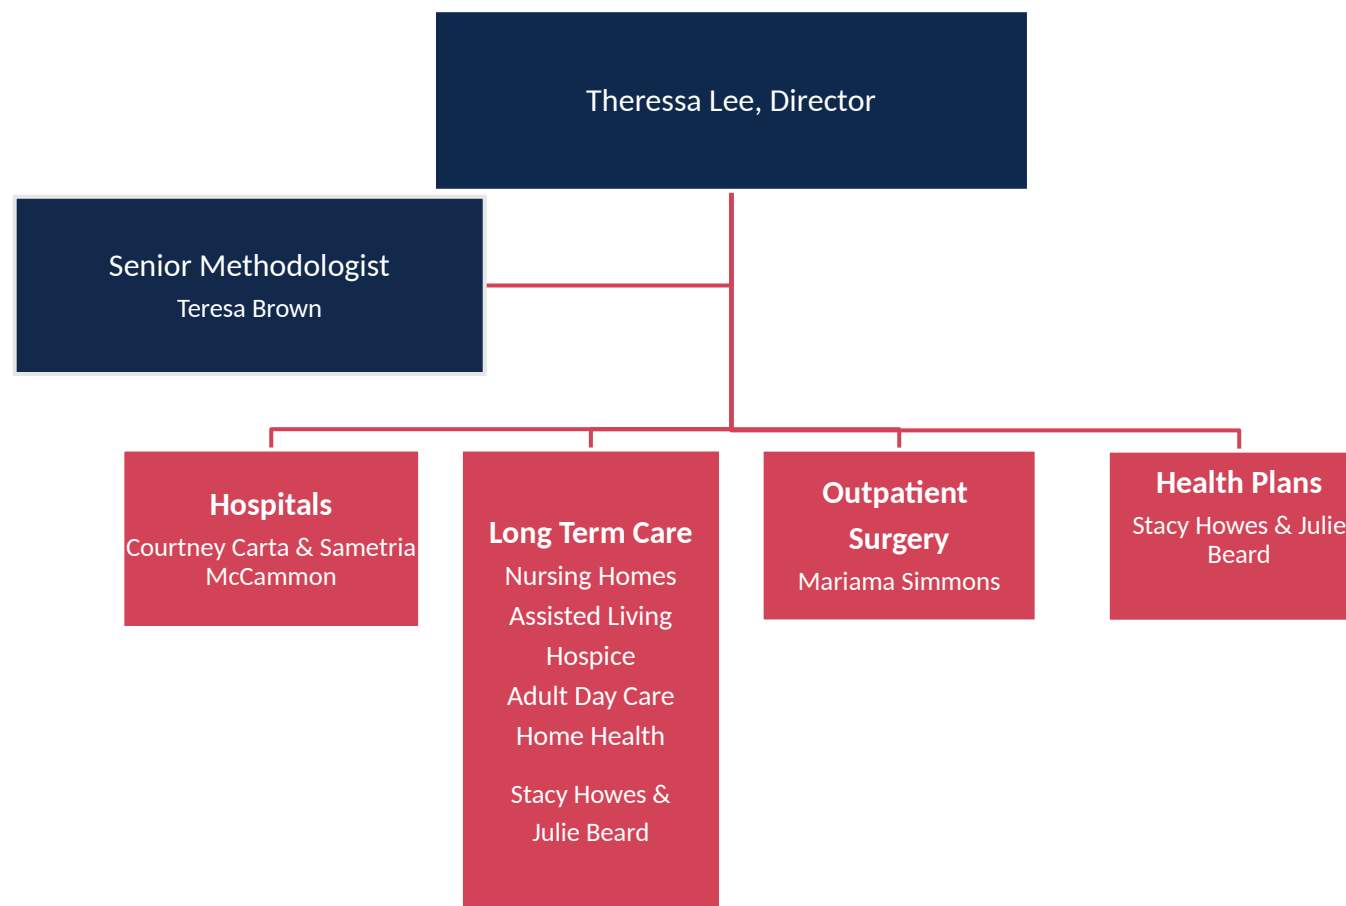 Theressa Lee, Director
Senior Methodologist
Teresa Brown
Hospitals
Courtney Carta & Sametria
McCammon
Long Term Care
Nursing Homes
Assisted Living
Hospice
Adult Day Care
Home Health
Stacy Howes &
Julie Beard
Outpatient
Surgery
Mariama Simmons
Health Plans
Stacy Howes & Julie
Beard